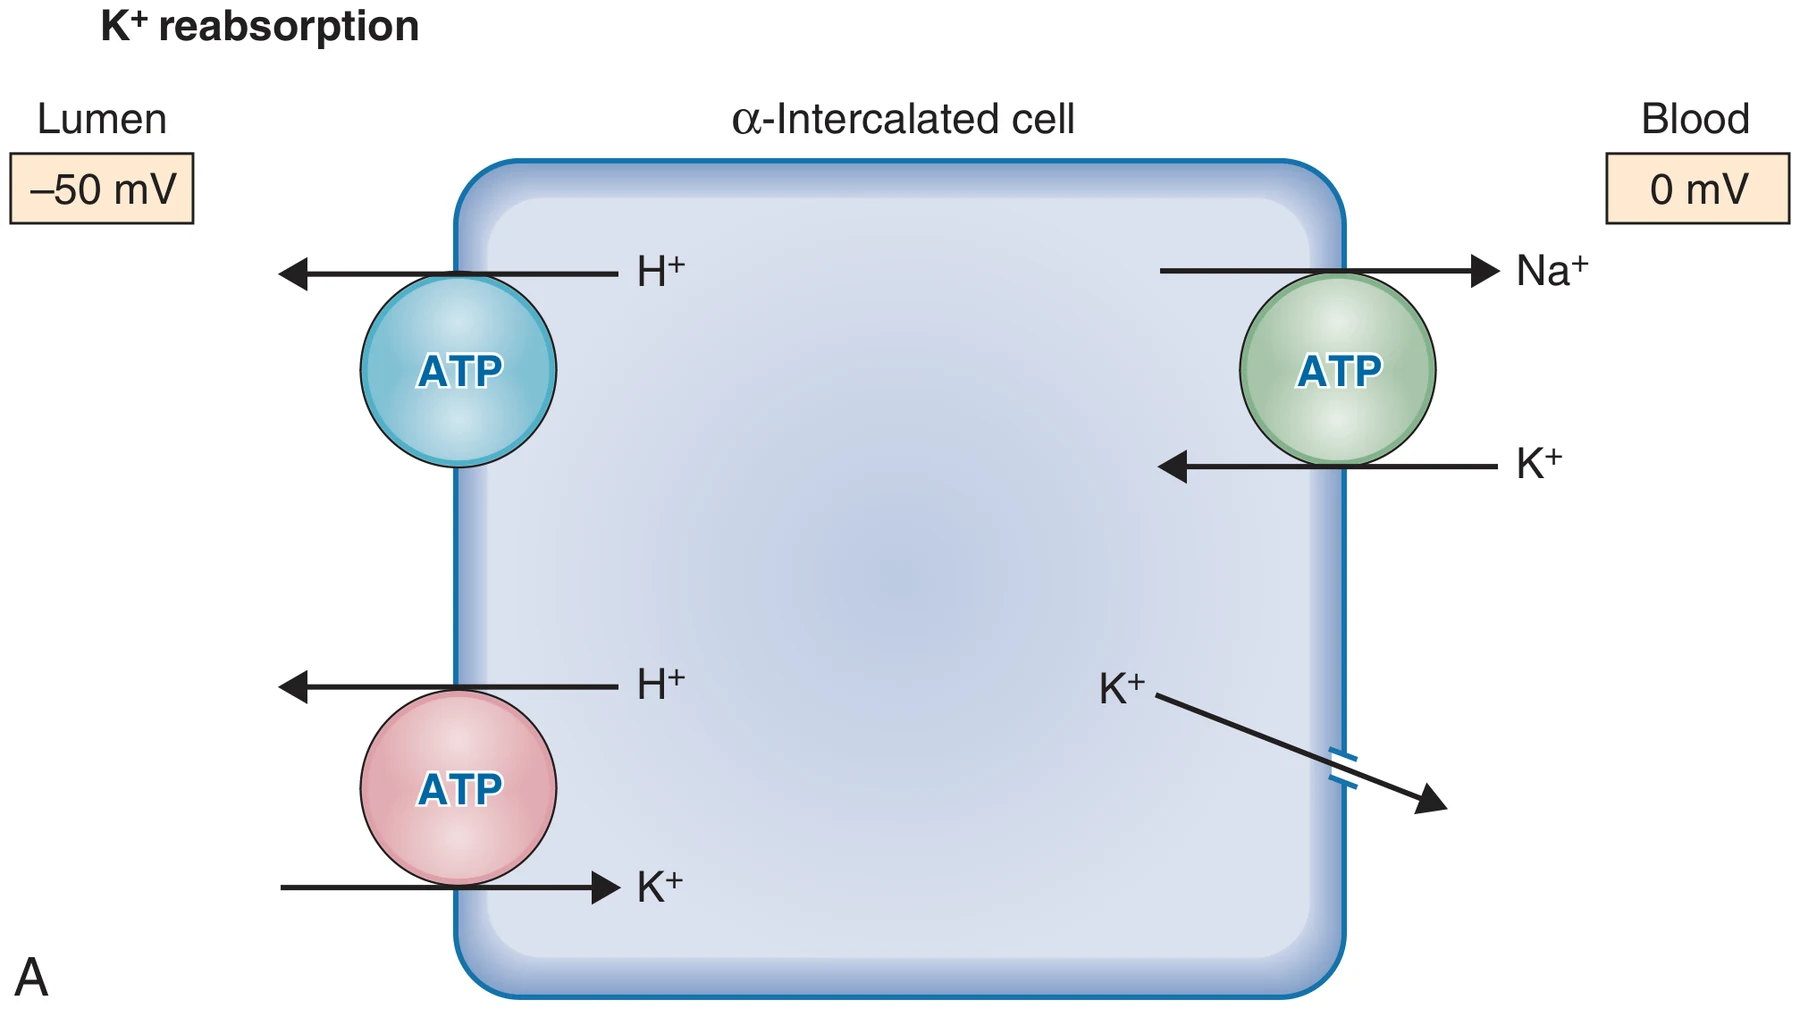 K⁺ reabsorption
Lumen
α-Intercalated cell
Blood
–50 mV
0 mV
H⁺
Na⁺
ATP
ATP
K⁺
H⁺
K⁺
ATP
K⁺
A